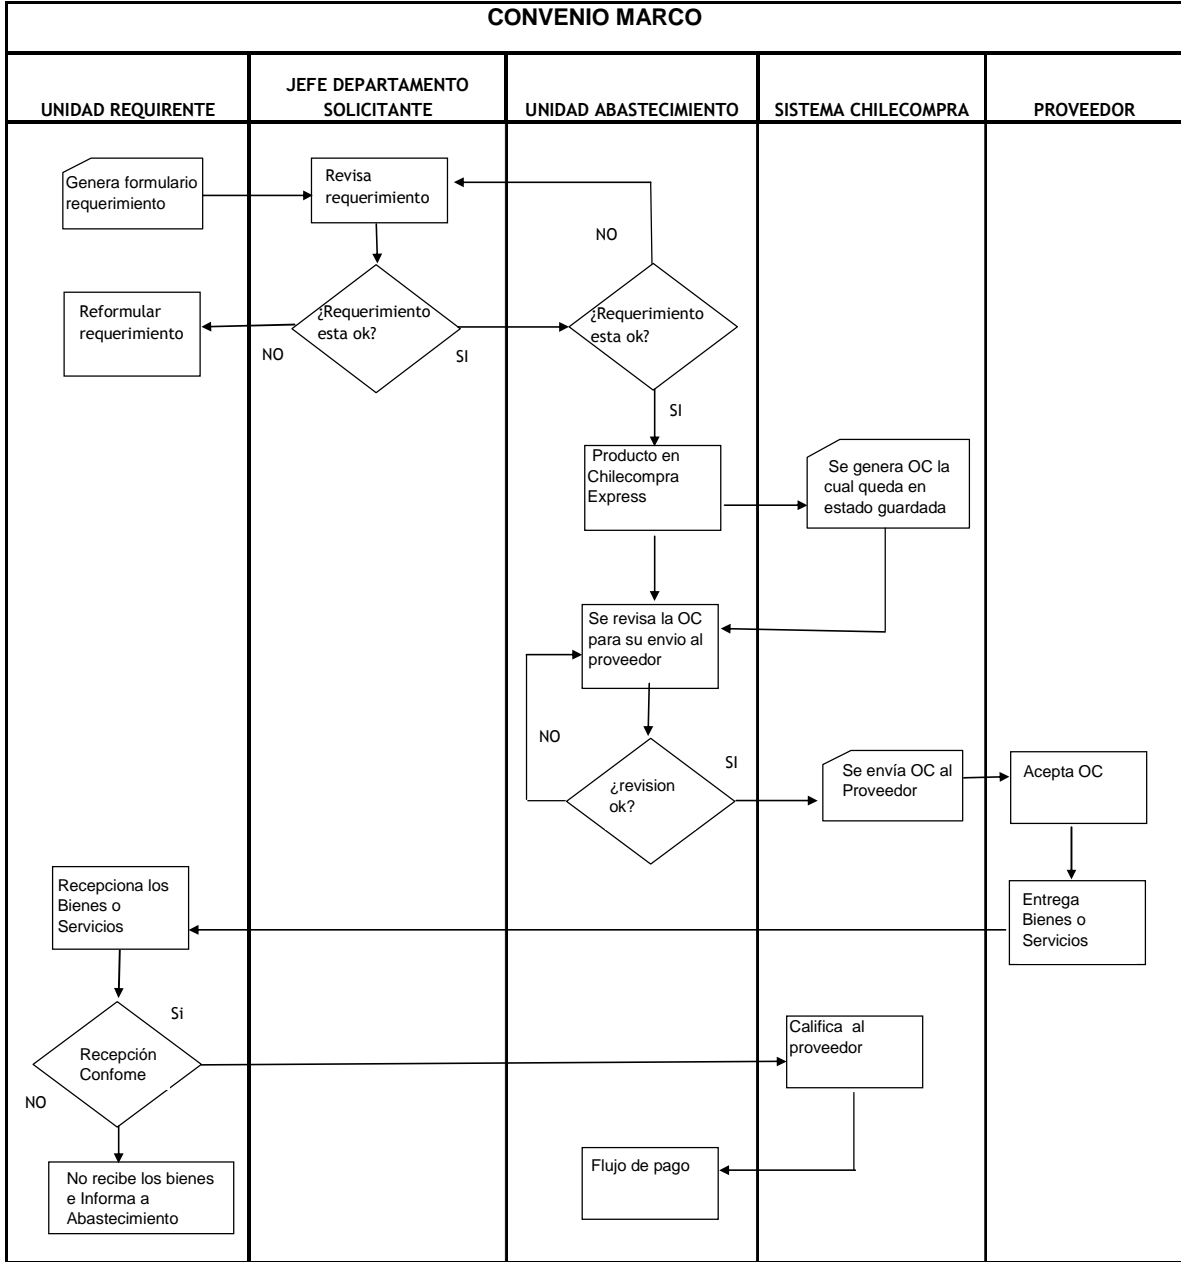 CONVENIO MARCO
UNIDAD REQUIRENTE
JEFE DEPARTAMENTO
SOLICITANTE
UNIDAD ABASTECIMIENTO
SISTEMA CHILECOMPRA
PROVEEDOR
Genera formulario
requerimiento
Revisa
requerimiento
NO
Reformular
requerimiento
¿Requerimiento
esta ok?
NO
SI
¿Requerimiento
esta ok?
SI
Producto en
Chilecompra
Express
Se genera OC la
cual queda en
estado guardada
Se revisa la OC
para su envio al
proveedor
NO
¿revision
ok?
SI
Se envía OC al
Proveedor
Acepta OC
Recepciona los
Bienes o
Servicios
Entrega
Bienes o
Servicios
Si
Recepción
Confome
NO
Califica al
proveedor
No recibe los bienes
e Informa a
Abastecimiento
Flujo de pago